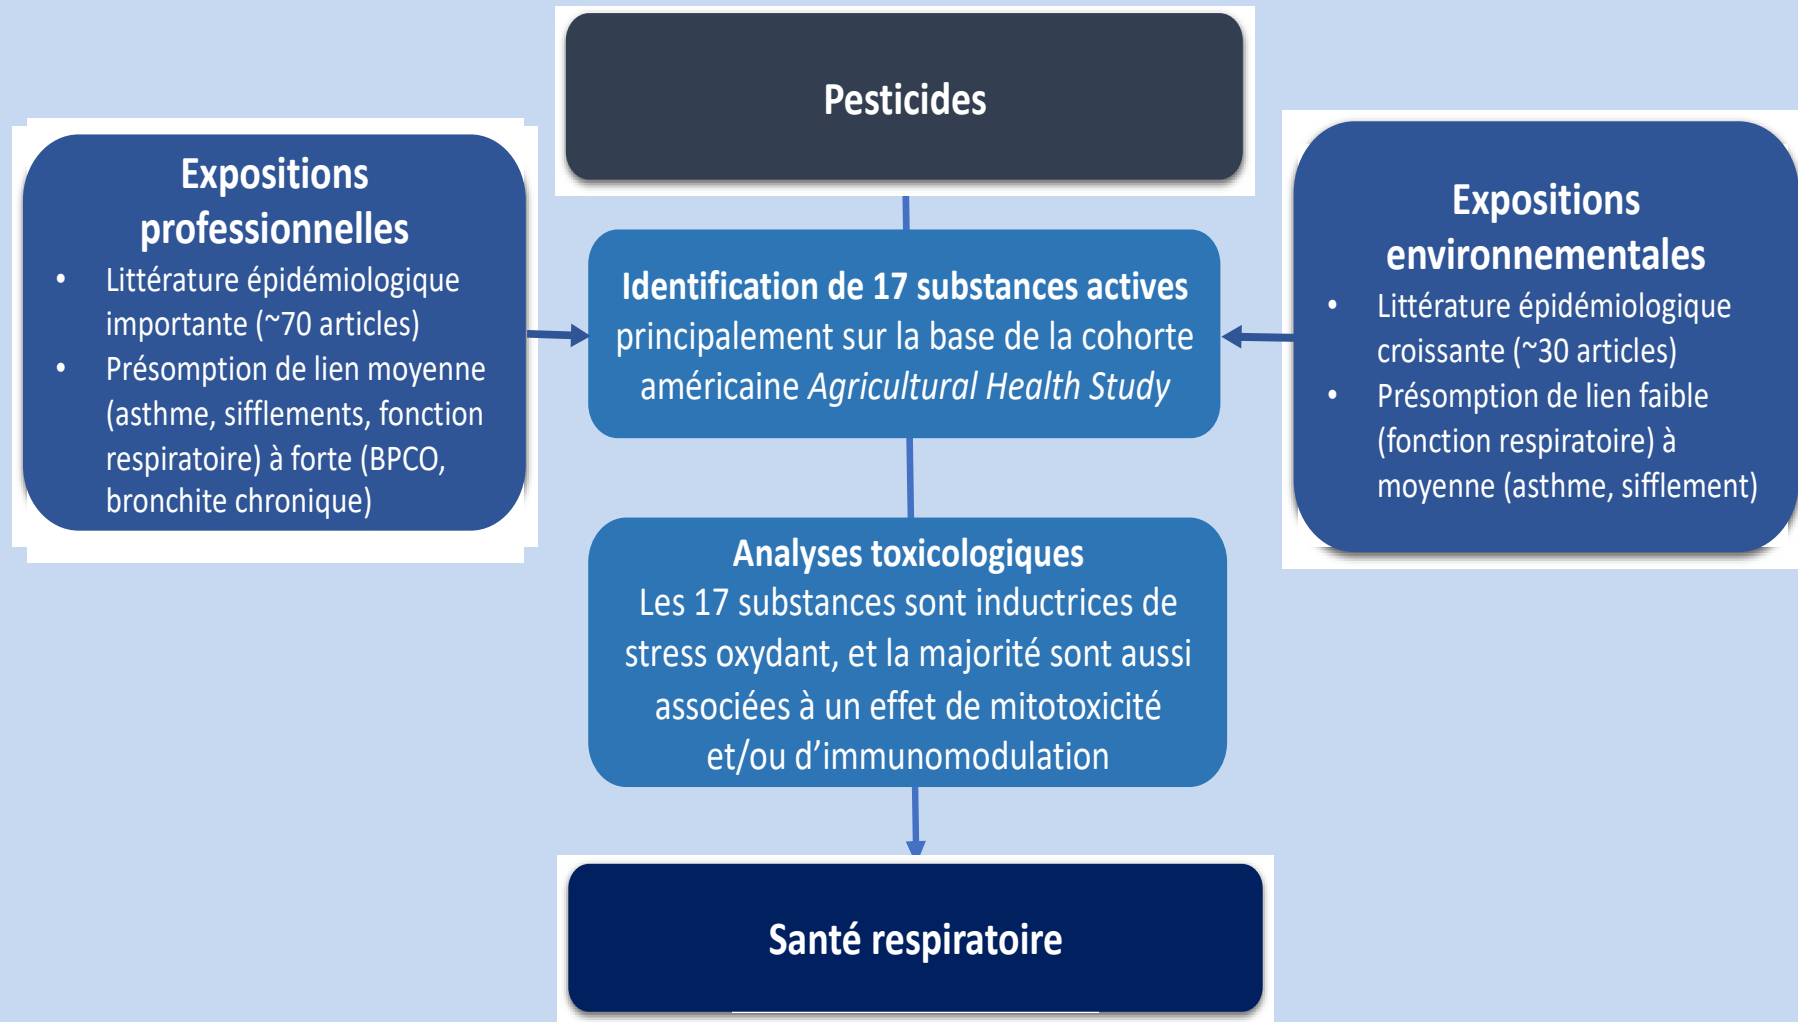 Pesticides
Expositions
professionnelles
• Littérature épidémiologique
importante (~70 articles)
• Présomption de lien moyenne
(asthme, sifflements, fonction
respiratoire) à forte (BPCO,
bronchite chronique)
Identification de 17 substances actives
principalement sur la base de la cohorte
américaine Agricultural Health Study
Expositions
environnementales
• Littérature épidémiologique
croissante (~30 articles)
• Présomption de lien faible
(fonction respiratoire) à
moyenne (asthme, sifflement)
Analyses toxicologiques
Les 17 substances sont inductrices de
stress oxydant, et la majorité sont aussi
associées à un effet de mitotoxicité
et/ou d’immunomodulation
Santé respiratoire